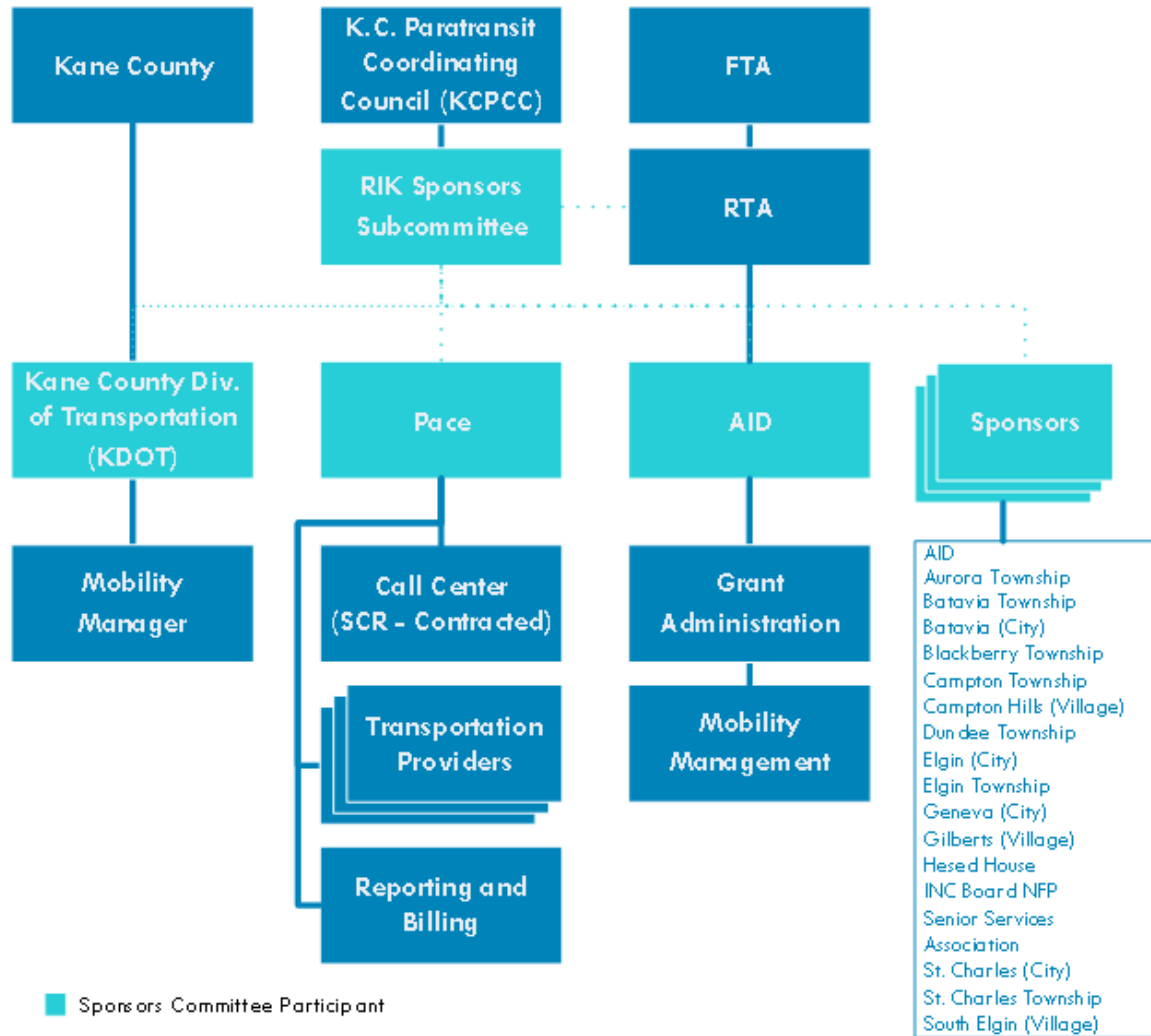 Kane County
K.C. Paratransit
Coordinating
Council (KCPCC)
FTA
RIK Sponsors
Subcommittee
RTA
Kane County Div.
of Transportation
(KDOT)
Pace
AID
Sponsors
Mobility
Manager
Call Center
(SCR - Contracted)
Grant
Administration
Transportation
Providers
Mobility
Management
Reporting and
Billing
AID
Aurora Township
Batavia Township
Batavia (City)
Blackberry Township
Campton Township
Campton Hills (Village)
Dundee Township
Elgin (City)
Elgin Township
Geneva (City)
Gilberts (Village)
Hesed House
INC Board NFP
Senior Services
Association
St. Charles (City)
St. Charles Township
South Elgin (Village)
Sponsors Committee Participant